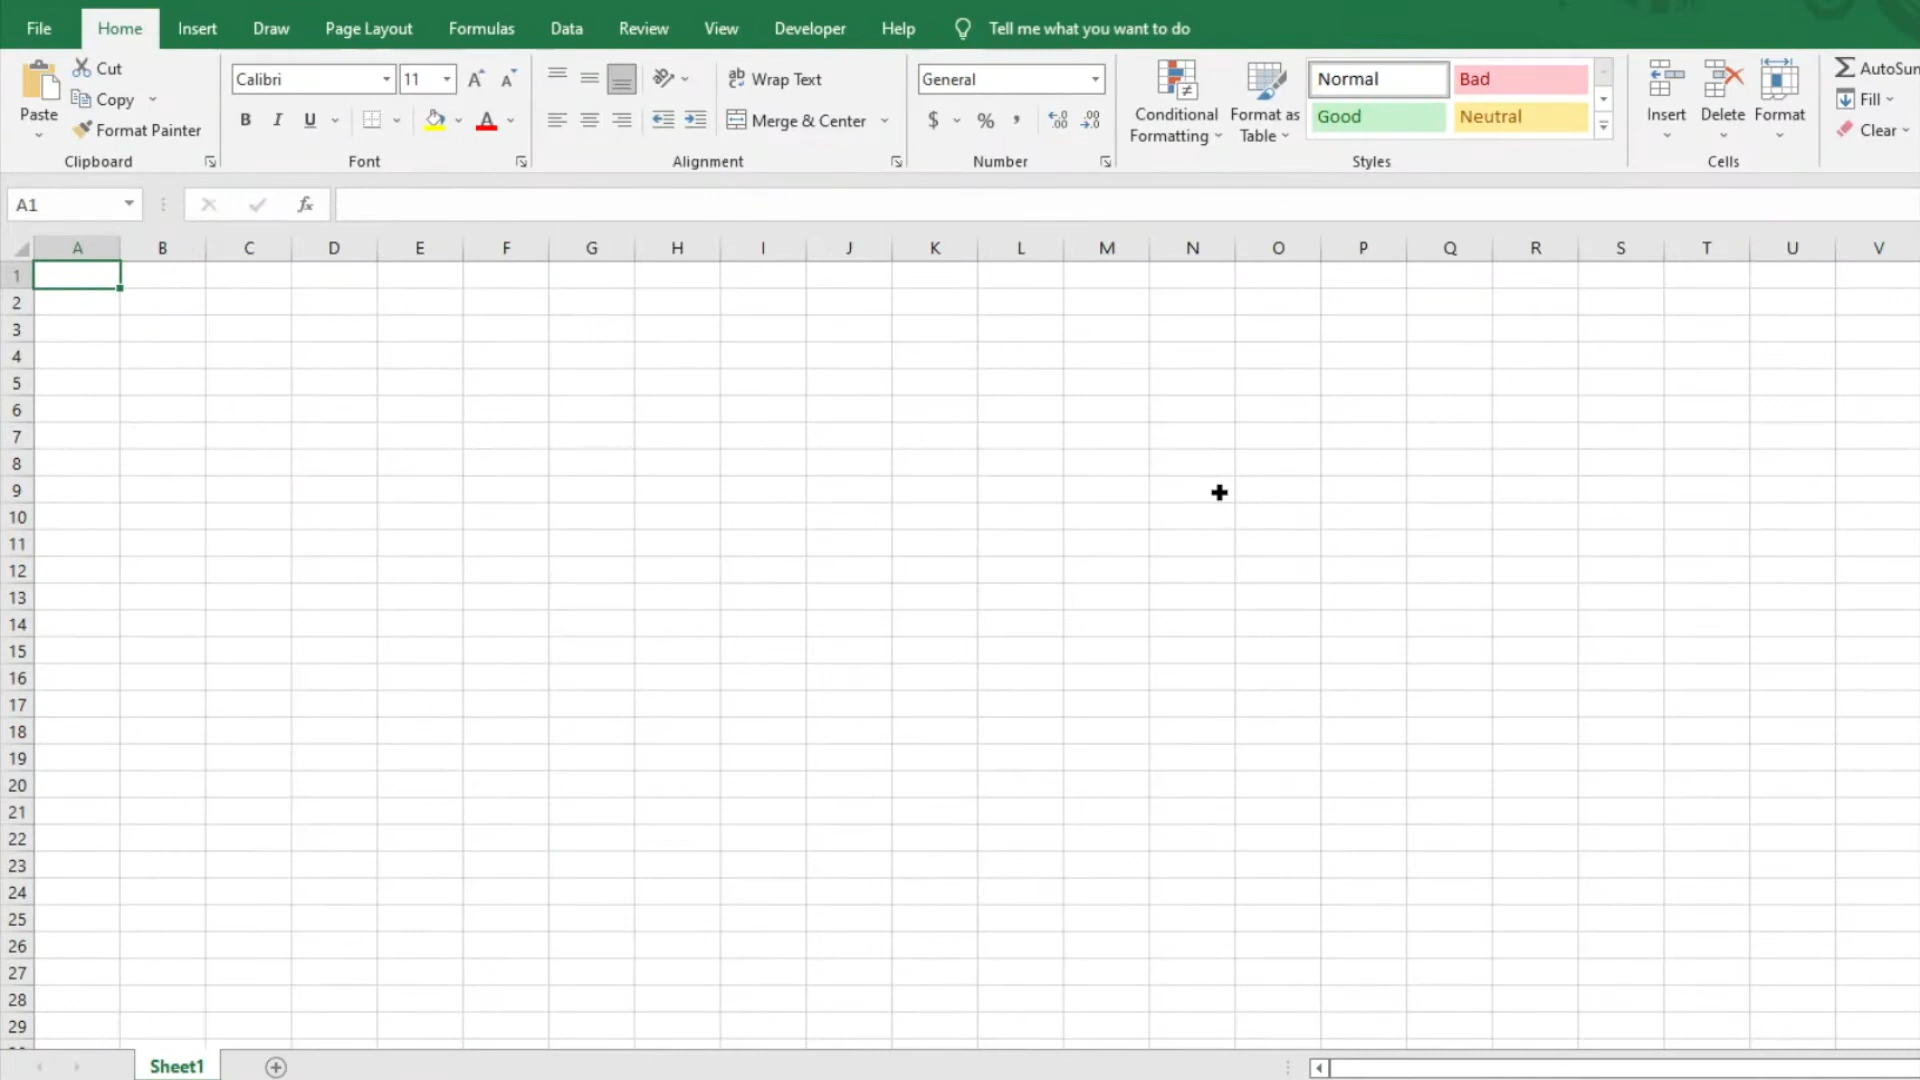 File Home Insert Draw Page Layout Formulas Data Review View Developer Help Tell me what you want to do
Paste
Cut
Copy
Format Painter
Clipboard
Calibri 11
B I U A
Font
Wrap Text
Merge & Center
Alignment
General
$ % ,
Number
Conditional Formatting
Format as Table
Normal Bad
Good Neutral
Styles
Insert Delete Format
Cells
AutoSum
Fill
Clear
A1 fx
A B C D E F G H I J K L M N O P Q R S T U V
1
2
3
4
5
6
7
8
9
10
11
12
13
14
15
16
17
18
19
20
21
22
23
24
25
26
27
28
29
Sheet1